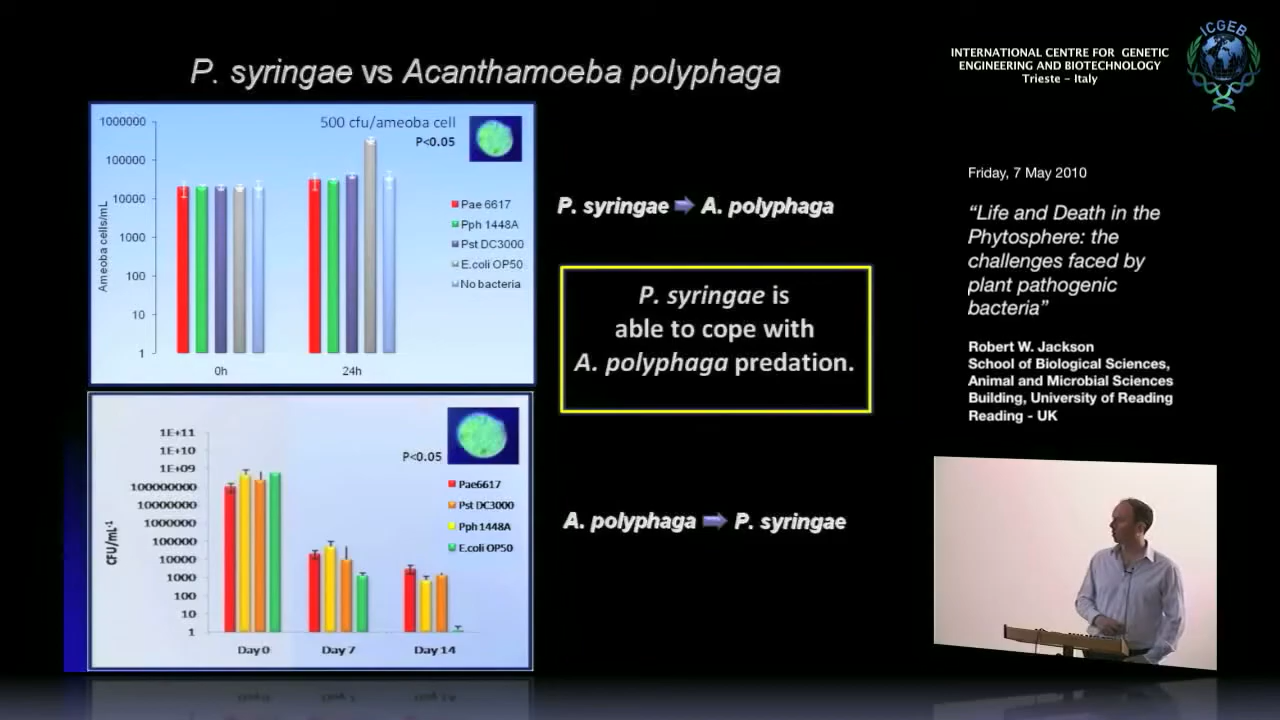 P. syringae vs Acanthamoeba polyphaga
1000000
100000
10000
1000
100
10
1
Ameoba cells/mL
500 cfu/ameoba cell
P<0.05
Pae 6617
Pph 1448A
Pst DC3000
E.coli OP50
No bacteria
0h
24h
P. syringae A. polyphaga
P. syringae is
able to cope with
A. polyphaga predation.
1E+11
1E+10
1E+09
100000000
10000000
1000000
100000
10000
1000
100
10
1
CFU/mL-1
P<0.05
Pae6617
Pst DC3000
Pph 1448A
E.coli OP50
Day 0
Day 7
Day 14
A. polyphaga P. syringae
INTERNATIONAL CENTRE FOR GENETIC
ENGINEERING AND BIOTECHNOLOGY
Trieste - Italy
ICGEB
Friday, 7 May 2010
“Life and Death in the
Phytosphere: the
challenges faced by
plant pathogenic
bacteria”
Robert W. Jackson
School of Biological Sciences,
Animal and Microbial Sciences
Building, University of Reading
Reading - UK